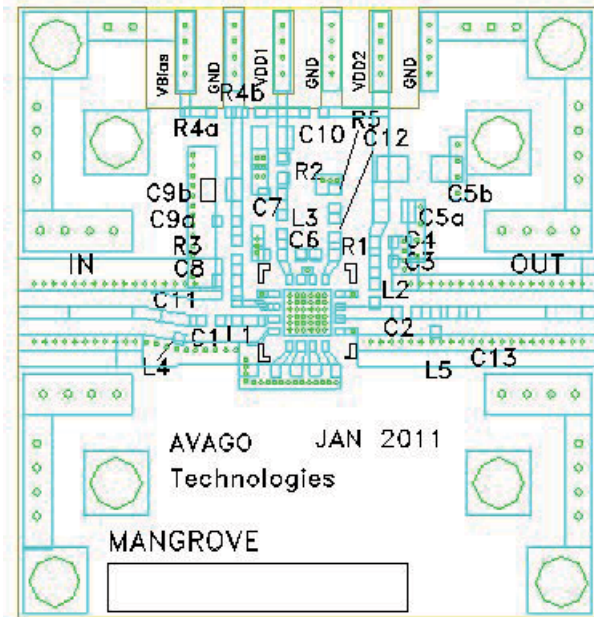 VBias GND VDD1 GND VDD2 GND
R4b
R4a C10 R5 C12
R2
C9b C7 C5b
C9a L3 C5a
R3 C6 R1 C4
IN C8 C3 OUT
C11 L2
C1 L1 C2
L4 L5 C13
AVAGO JAN 2011
Technologies
MANGROVE